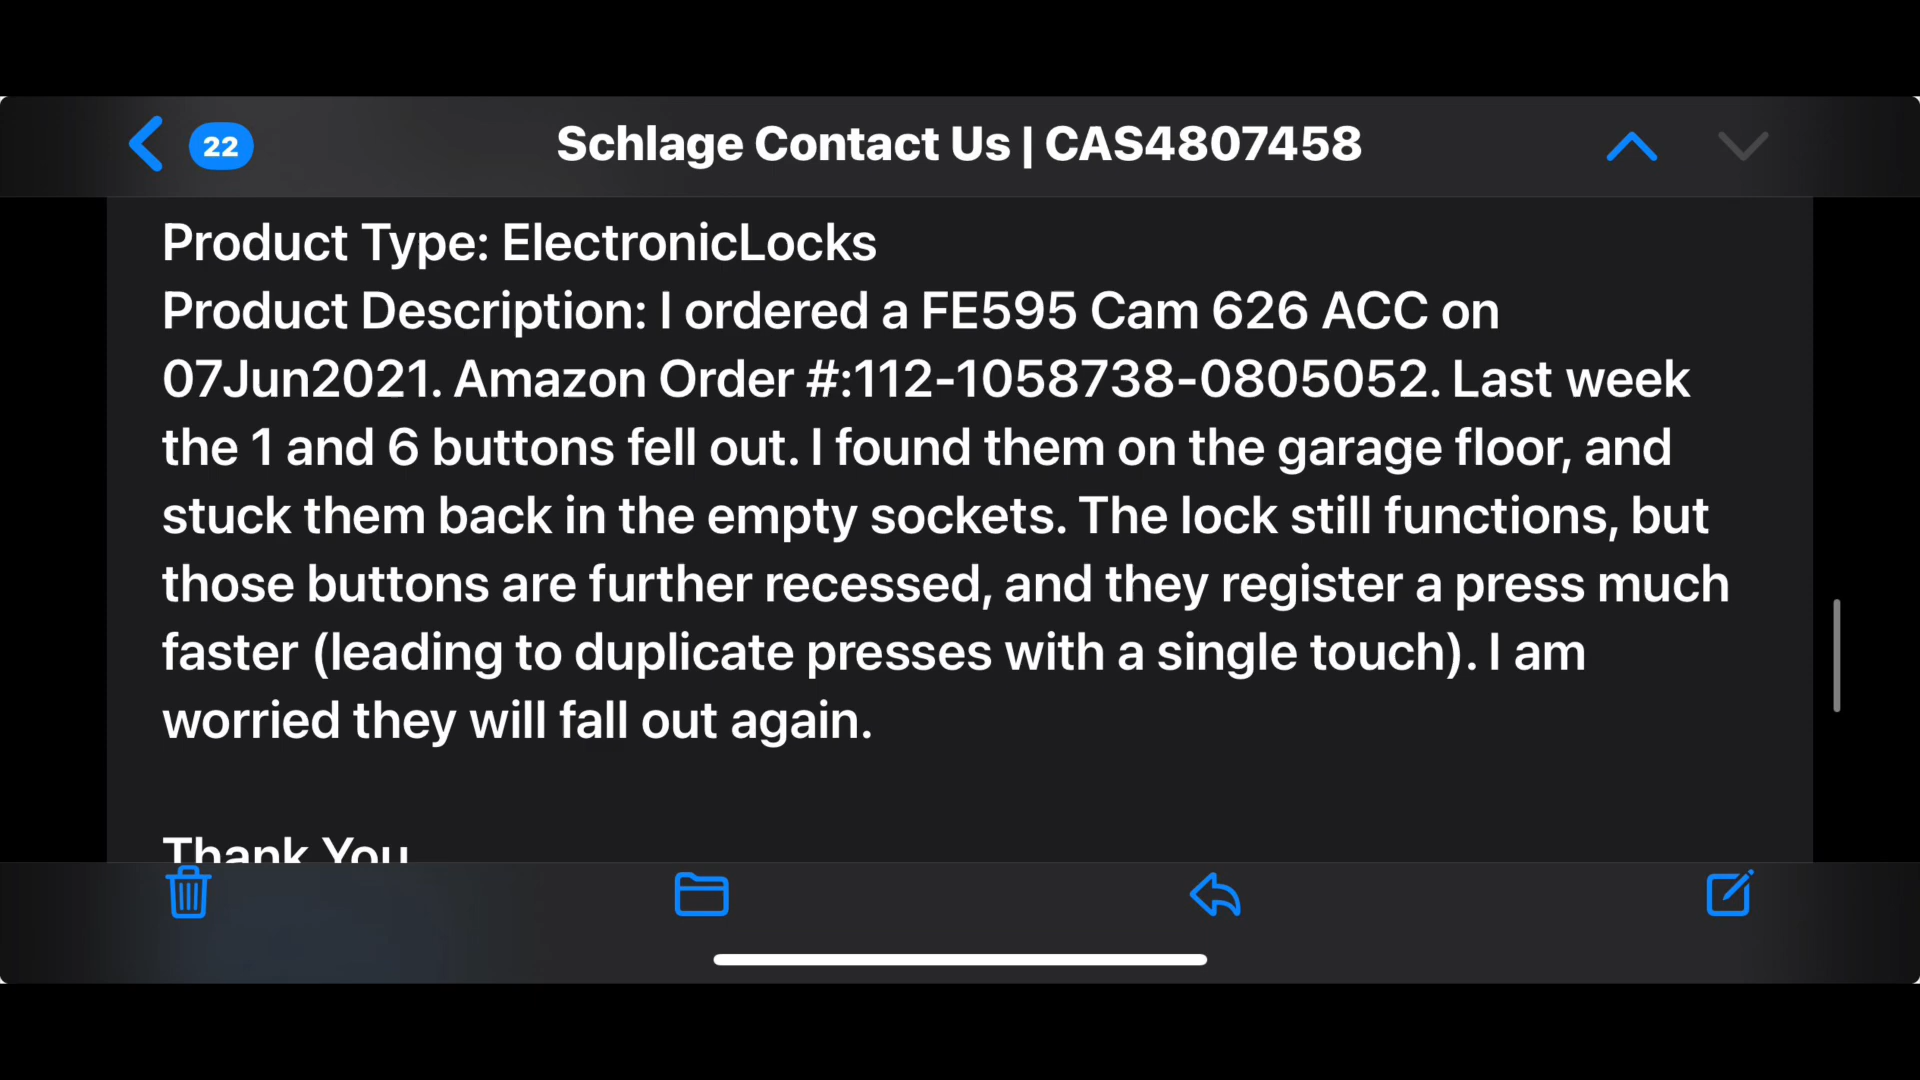 22
Schlage Contact Us | CAS4807458
Product Type: ElectronicLocks
Product Description: I ordered a FE595 Cam 626 ACC on
07Jun2021. Amazon Order #:112-1058738-0805052. Last week
the 1 and 6 buttons fell out. I found them on the garage floor, and
stuck them back in the empty sockets. The lock still functions, but
those buttons are further recessed, and they register a press much
faster (leading to duplicate presses with a single touch). I am
worried they will fall out again.
Thank You